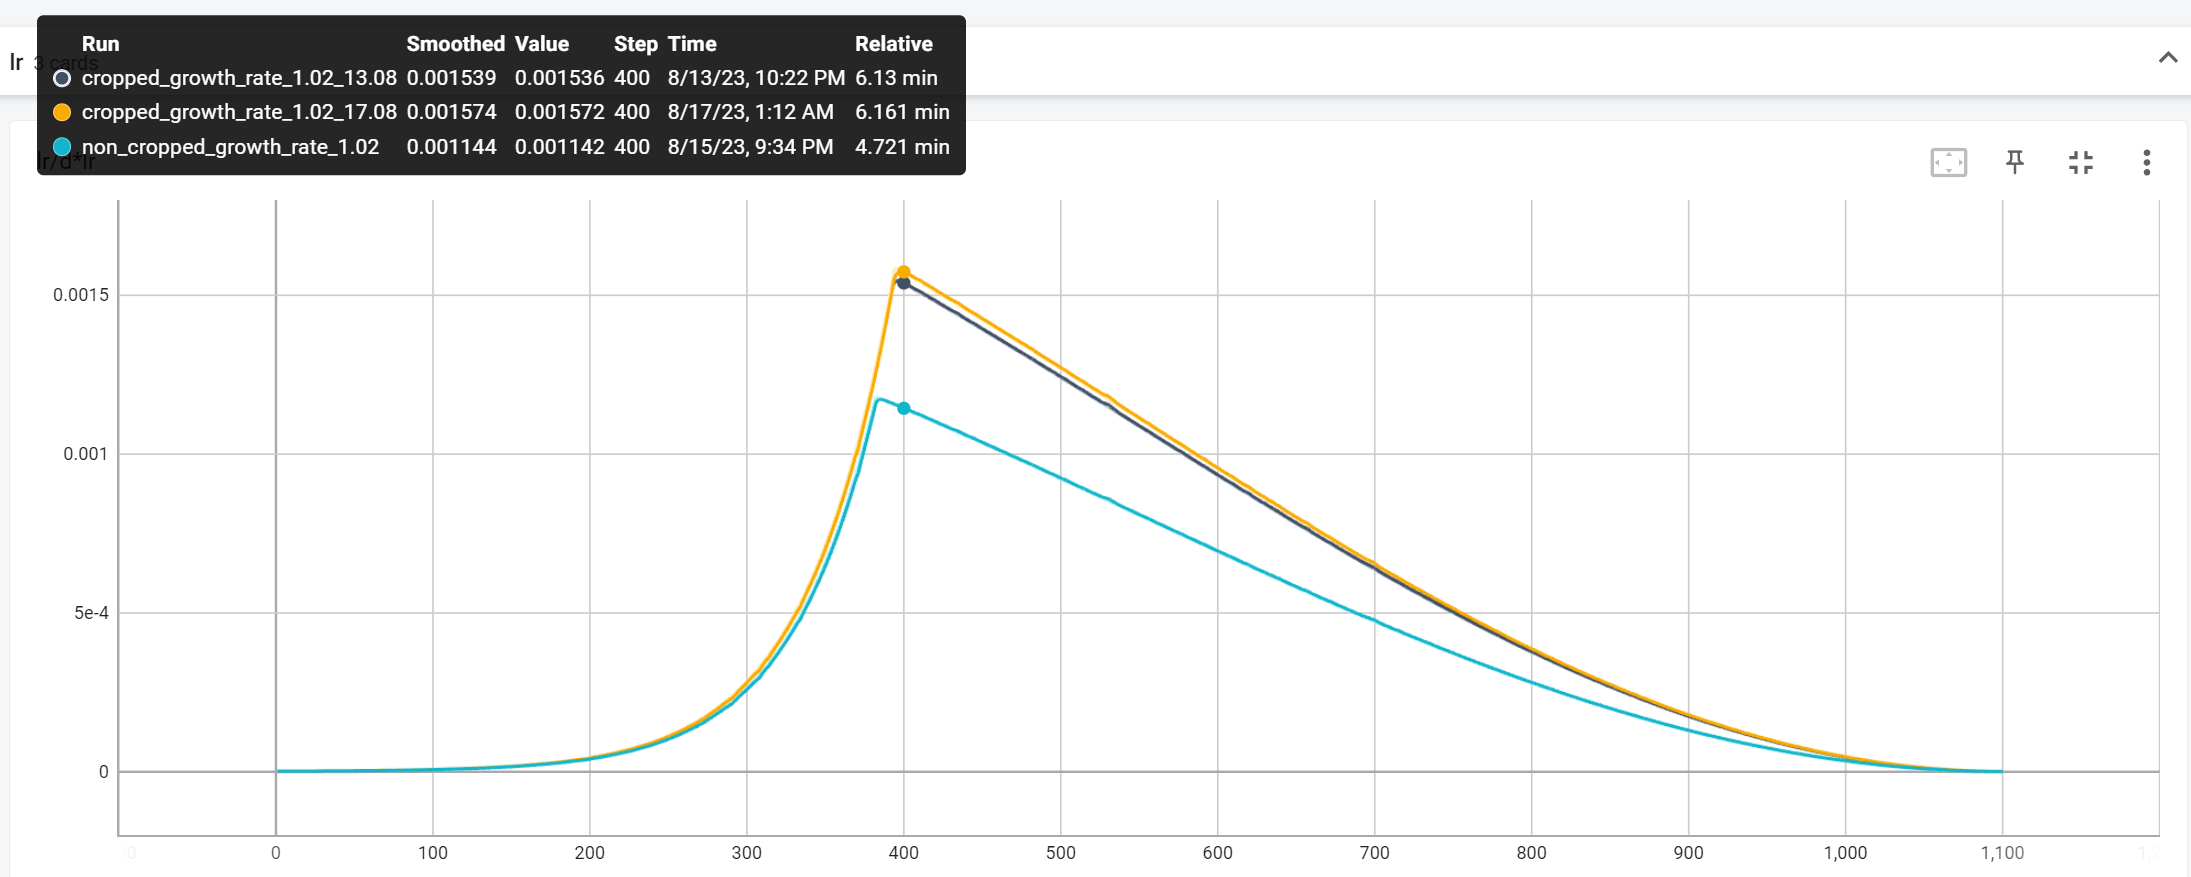 Run Smoothed Value Step Time Relative
lr 3 cards
cropped_growth_rate_1.02_13.08 0.001539 0.001536 400 8/13/23, 10:22 PM 6.13 min
cropped_growth_rate_1.02_17.08 0.001574 0.001572 400 8/17/23, 1:12 AM 6.161 min
non_cropped_growth_rate_1.02 0.001144 0.001142 400 8/15/23, 9:34 PM 4.721 min
lr/d*lr
0.0015
0.001
5e-4
0
0 100 200 300 400 500 600 700 800 900 1,000 1,100